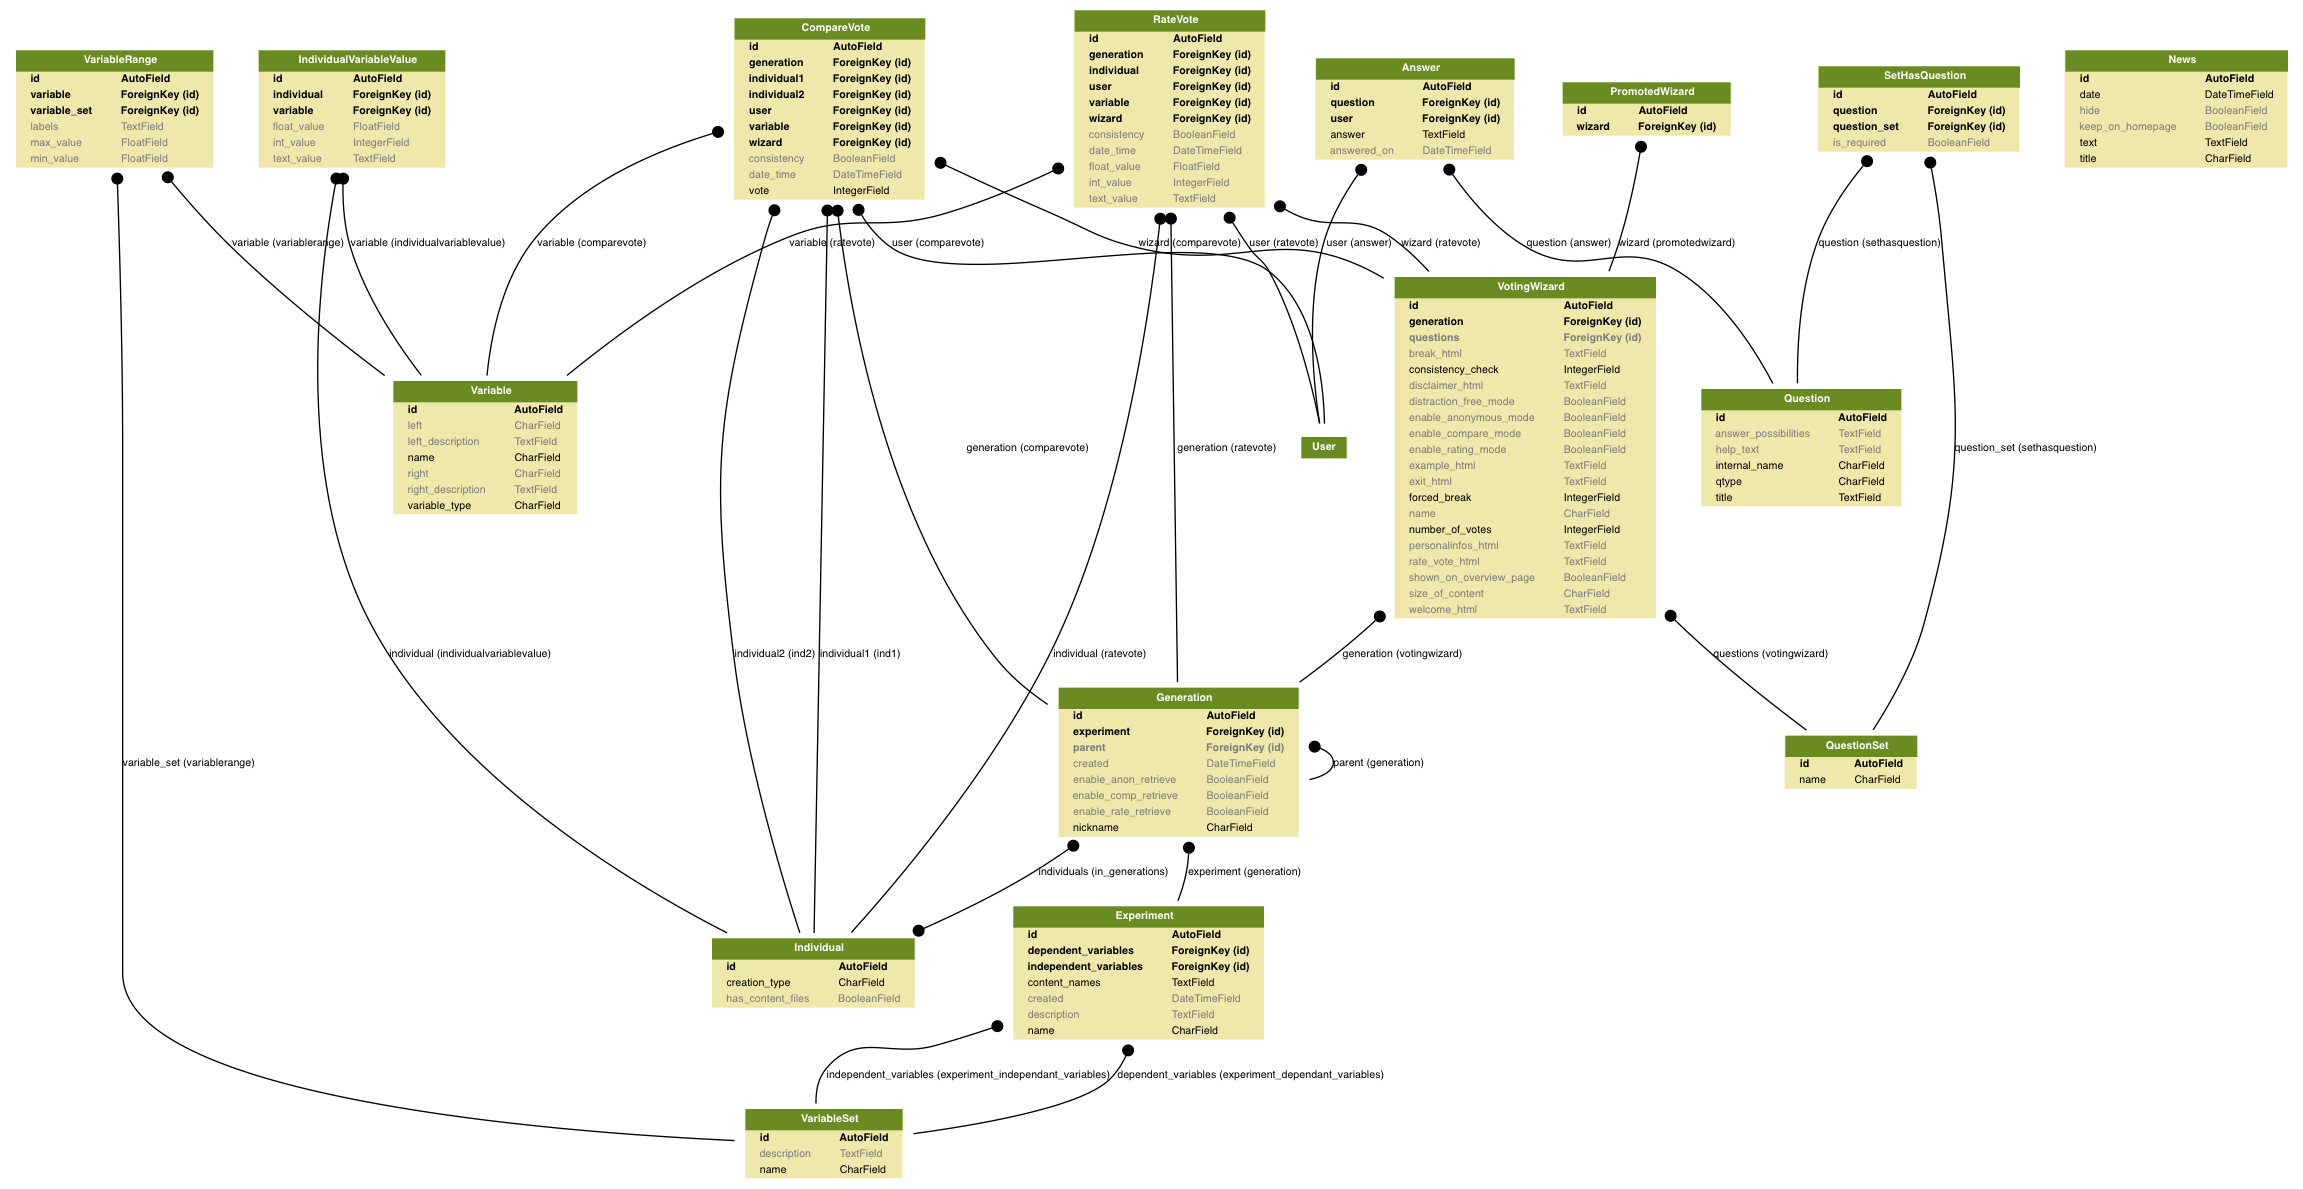 VariableRange
id AutoField
variable ForeignKey (id)
variable_set ForeignKey (id)
labels TextField
max_value FloatField
min_value FloatField
IndividualVariableValue
id AutoField
individual ForeignKey (id)
variable ForeignKey (id)
float_value FloatField
int_value IntegerField
text_value TextField
CompareVote
id AutoField
generation ForeignKey (id)
individual1 ForeignKey (id)
individual2 ForeignKey (id)
user ForeignKey (id)
variable ForeignKey (id)
wizard ForeignKey (id)
consistency BooleanField
date_time DateTimeField
vote IntegerField
RateVote
id AutoField
generation ForeignKey (id)
individual ForeignKey (id)
user ForeignKey (id)
variable ForeignKey (id)
wizard ForeignKey (id)
consistency BooleanField
date_time DateTimeField
float_value FloatField
int_value IntegerField
text_value TextField
Answer
id AutoField
question ForeignKey (id)
user ForeignKey (id)
answer TextField
answered_on DateTimeField
PromotedWizard
id AutoField
wizard ForeignKey (id)
SetHasQuestion
id AutoField
question ForeignKey (id)
question_set ForeignKey (id)
is_required BooleanField
News
id AutoField
date DateTimeField
hide BooleanField
keep_on_homepage BooleanField
text TextField
title CharField
variable (variablerange)
variable (individualvariablevalue)
variable (comparevote)
variable (ratevote)
user (comparevote)
wizard (comparevote)
user (ratevote)
user (answer)
wizard (ratevote)
question (answer)
wizard (promotedwizard)
question (sethasquestion)
Variable
id AutoField
left CharField
left_description TextField
name CharField
right CharField
right_description TextField
variable_type CharField
generation (comparevote)
generation (ratevote)
User
VotingWizard
id AutoField
generation ForeignKey (id)
questions ForeignKey (id)
break_html TextField
consistency_check IntegerField
disclaimer_html TextField
distraction_free_mode BooleanField
enable_anonymous_mode BooleanField
enable_compare_mode BooleanField
enable_rating_mode BooleanField
example_html TextField
exit_html TextField
forced_break IntegerField
name CharField
number_of_votes IntegerField
personalinfos_html TextField
rate_vote_html TextField
shown_on_overview_page BooleanField
size_of_content CharField
welcome_html TextField
Question
id AutoField
answer_possibilities TextField
help_text TextField
internal_name CharField
qtype CharField
title TextField
question_set (sethasquestion)
individual (individualvariablevalue)
individual2 (ind2)
individual1 (ind1)
individual (ratevote)
generation (votingwizard)
questions (votingwizard)
Generation
id AutoField
experiment ForeignKey (id)
parent ForeignKey (id)
created DateTimeField
enable_anon_retrieve BooleanField
enable_comp_retrieve BooleanField
enable_rate_retrieve BooleanField
nickname CharField
parent (generation)
QuestionSet
id AutoField
name CharField
variable_set (variablerange)
individuals (in_generations)
experiment (generation)
Individual
id AutoField
creation_type CharField
has_content_files BooleanField
Experiment
id AutoField
dependent_variables ForeignKey (id)
independent_variables ForeignKey (id)
content_names TextField
created DateTimeField
description TextField
name CharField
independent_variables (experiment_independant_variables)
dependent_variables (experiment_dependant_variables)
VariableSet
id AutoField
description TextField
name CharField